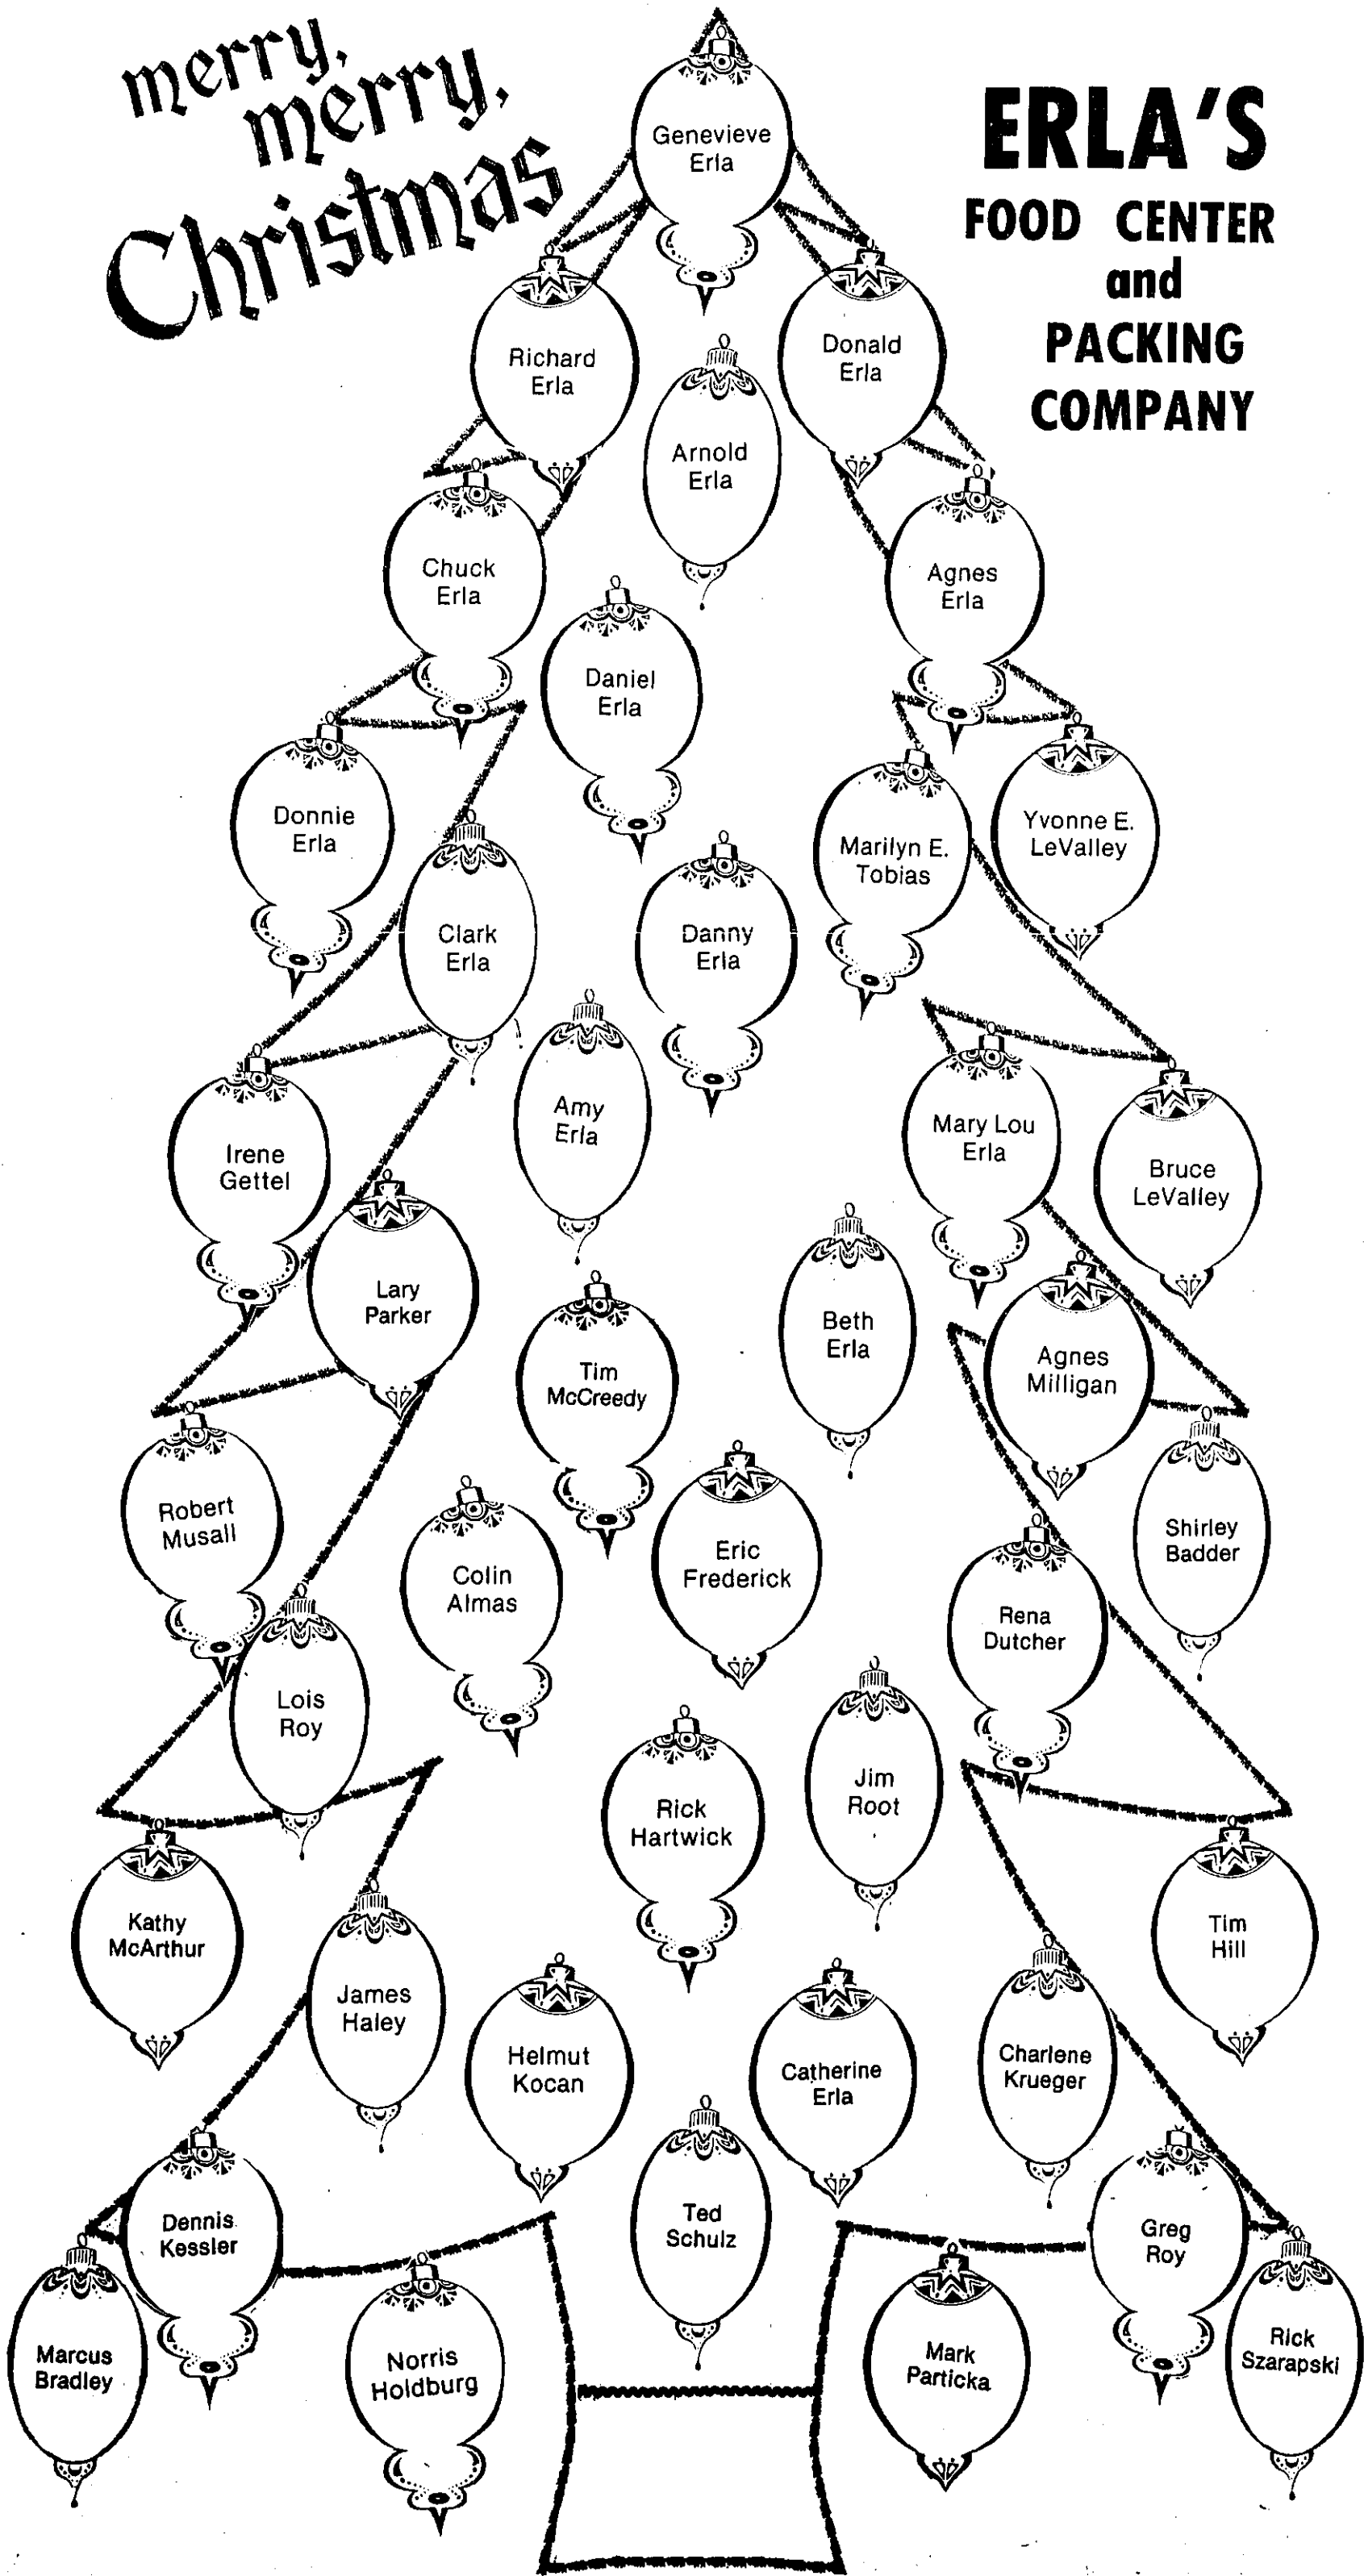 merry,
merry,
Christmas
ERLA'S
FOOD CENTER
and
PACKING
COMPANY
Genevieve
Erla
Richard
Erla
Donald
Erla
Arnold
Erla
Chuck
Erla
Agnes
Erla
Daniel
Erla
Donnie
Erla
Marilyn E.
Tobias
Yvonne E.
LeValley
Clark
Erla
Danny
Erla
Amy
Erla
Irene
Gettel
Mary Lou
Erla
Bruce
LeValley
Lary
Parker
Beth
Erla
Tim
McCreedy
Agnes
Milligan
Robert
Musall
Colin
Almas
Eric
Frederick
Shirley
Badder
Rena
Dutcher
Lois
Roy
Rick
Hartwick
Jim
Root
Kathy
McArthur
Tim
Hill
James
Haley
Helmut
Kocan
Catherine
Erla
Charlene
Krueger
Dennis
Kessler
Ted
Schulz
Greg
Roy
Marcus
Bradley
Norris
Holdburg
Mark
Particka
Rick
Szarapski